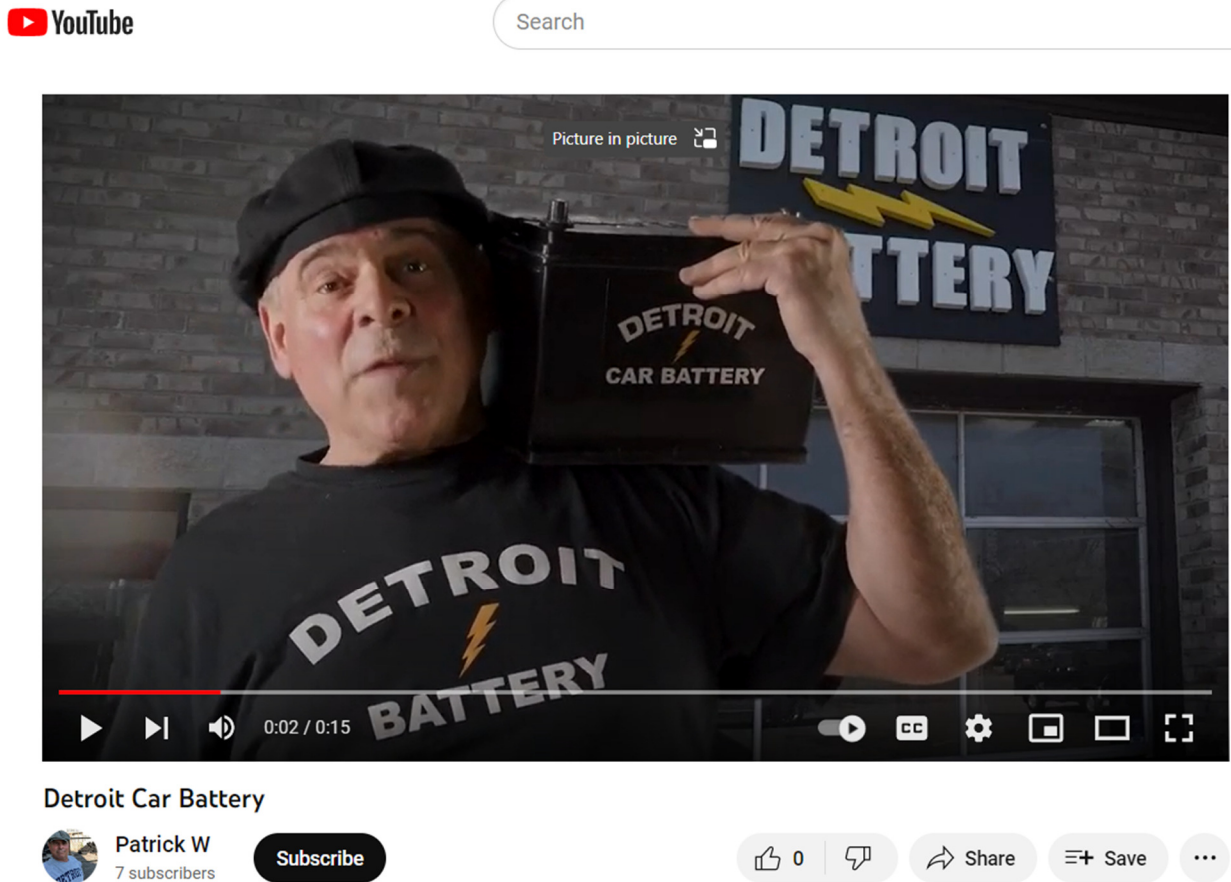 YouTube
Search
Picture in picture
DETROIT
TTERY
DETROIT
CAR BATTERY
DETROIT
BATTERY
0:02 / 0:15
CC
Detroit Car Battery
Patrick W
7 subscribers
Subscribe
0
Share
Save